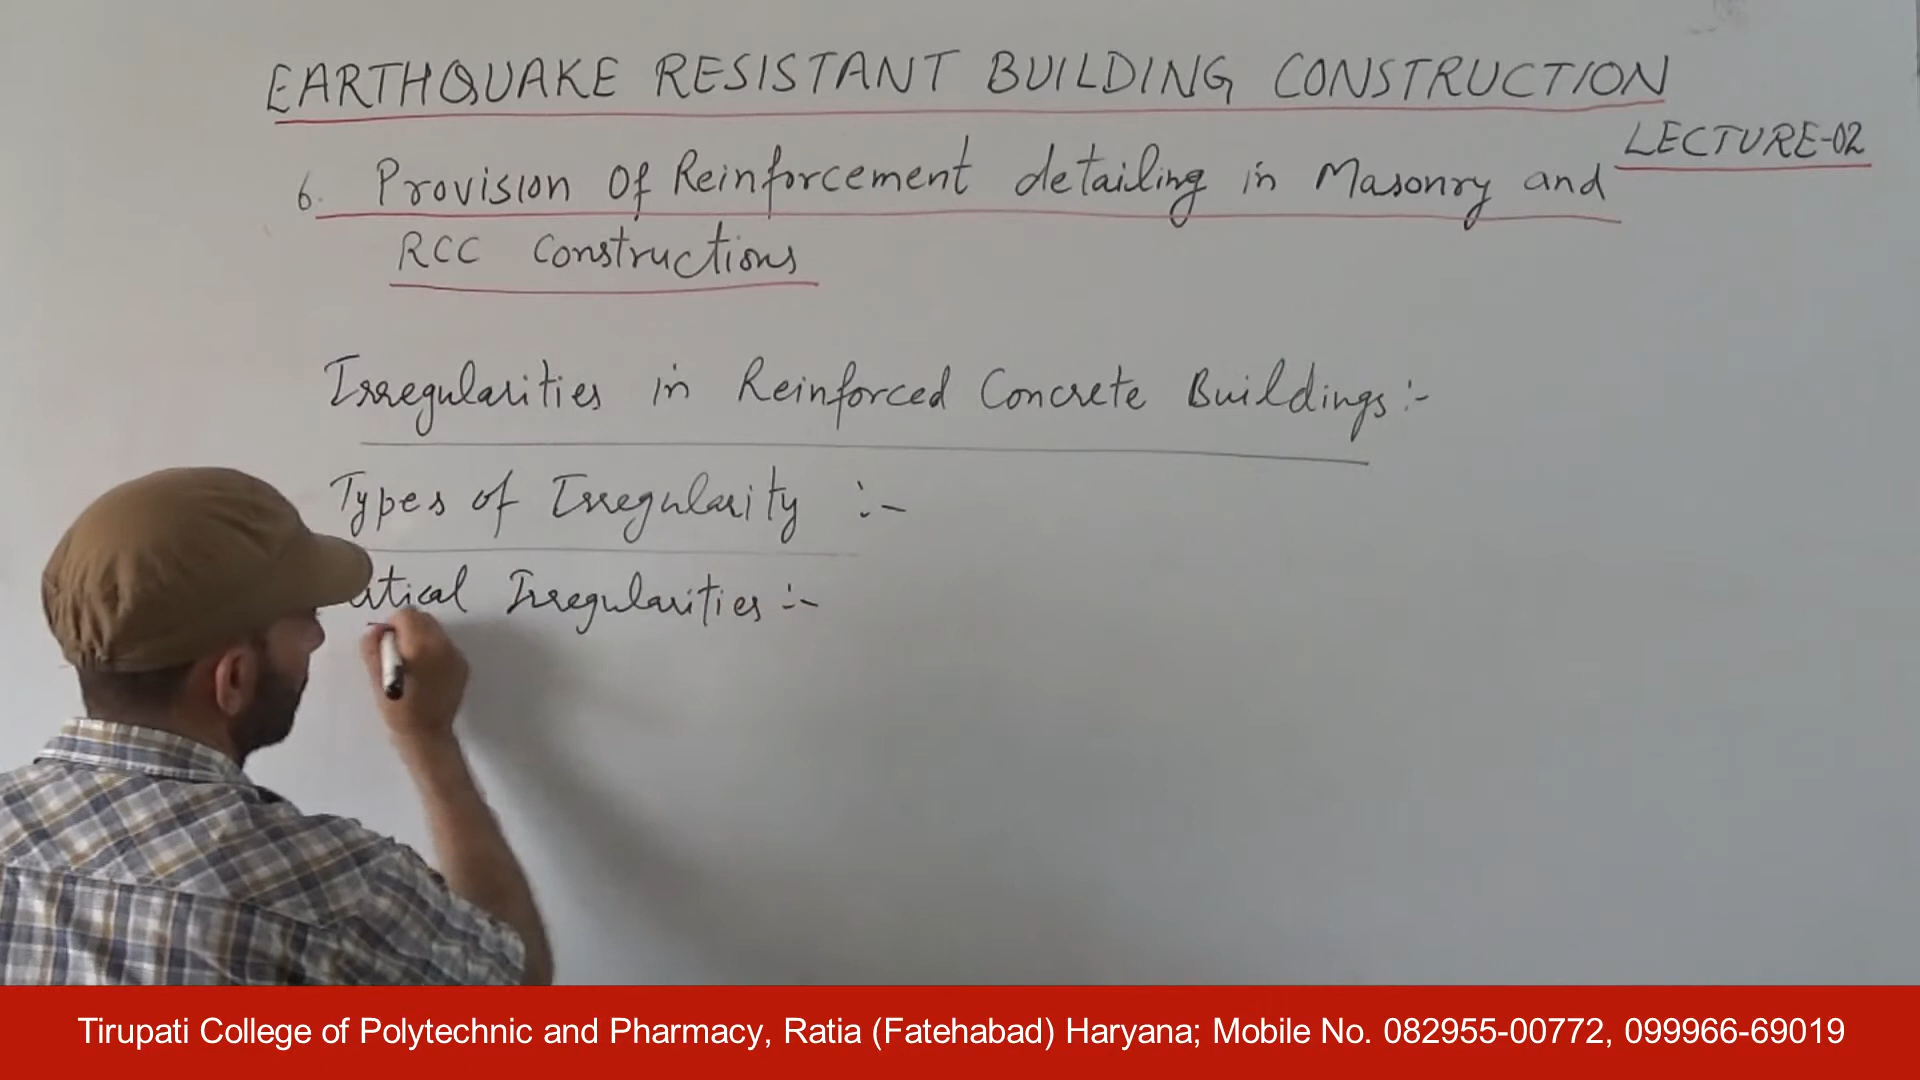 EARTHQUAKE RESISTANT BUILDING CONSTRUCTION
LECTURE-02
6. Provision Of Reinforcement detailing in Masonry and
RCC Constructions
Irregularities in Reinforced Concrete Buildings :-
Types of Irregularity :-
Irregularities :-
Tirupati College of Polytechnic and Pharmacy, Ratia (Fatehabad) Haryana; Mobile No. 082955-00772, 099966-69019